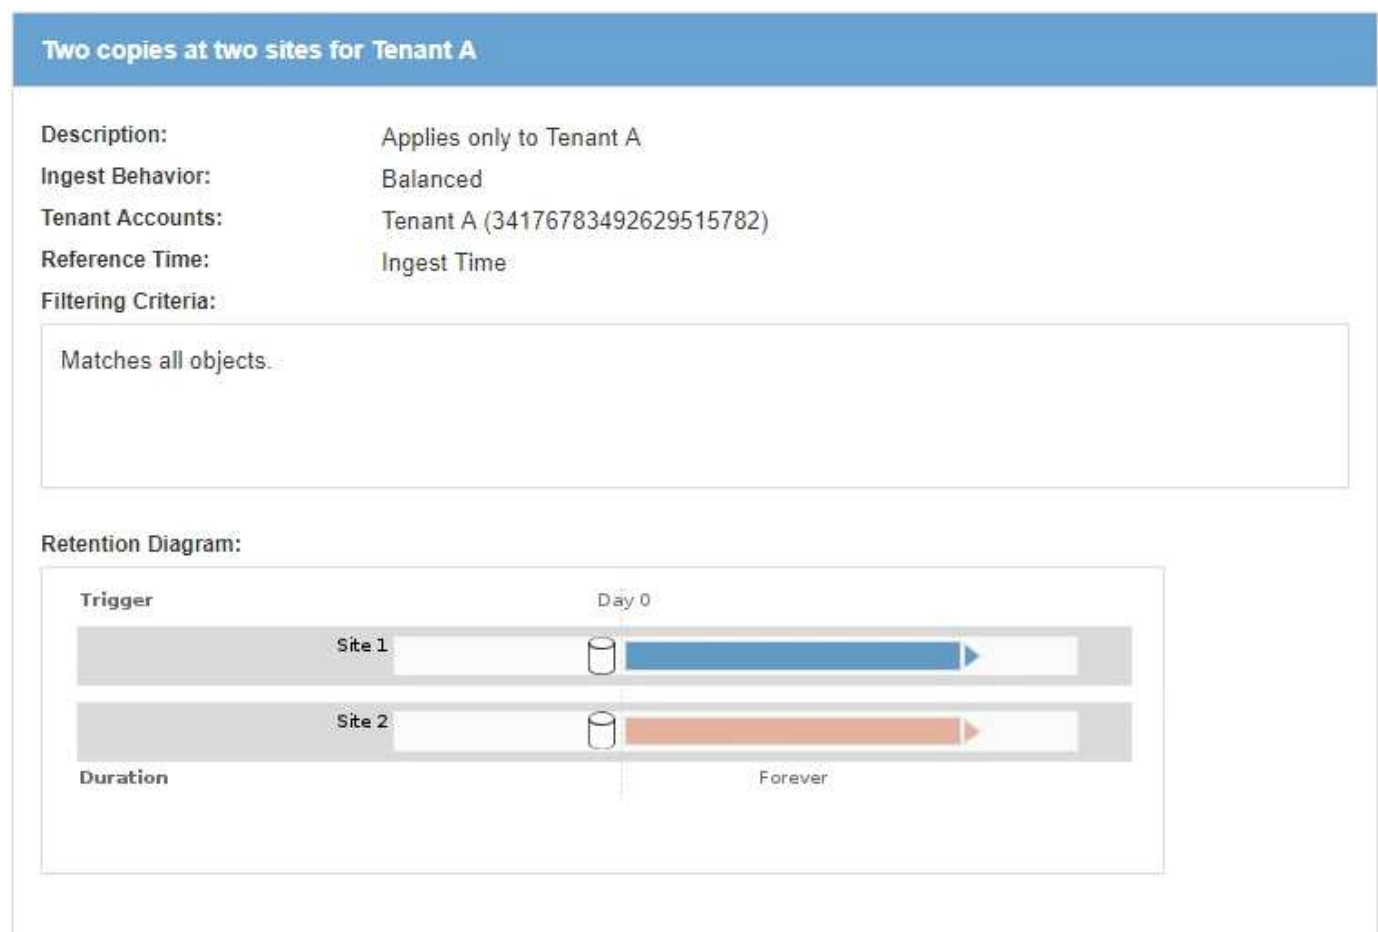 Two copies at two sites for Tenant A
Description: Applies only to Tenant A
Ingest Behavior: Balanced
Tenant Accounts: Tenant A (34176783492629515782)
Reference Time: Ingest Time
Filtering Criteria:
Matches all objects.
Retention Diagram:
Trigger Day 0
Site 1
Site 2
Duration Forever